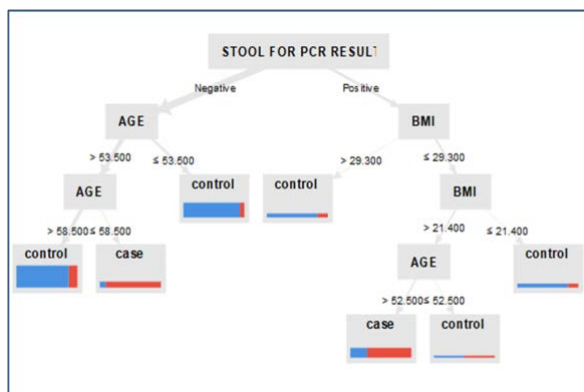 STOOL FOR PCR RESULT
Negative Positive
AGE BMI
> 53.500 ≤ 53.500 > 29.300 ≤ 29.300
AGE control control BMI
> 58.500 ≤ 58.500 > 21.400 ≤ 21.400
control case AGE control
> 52.500 ≤ 52.500
case control